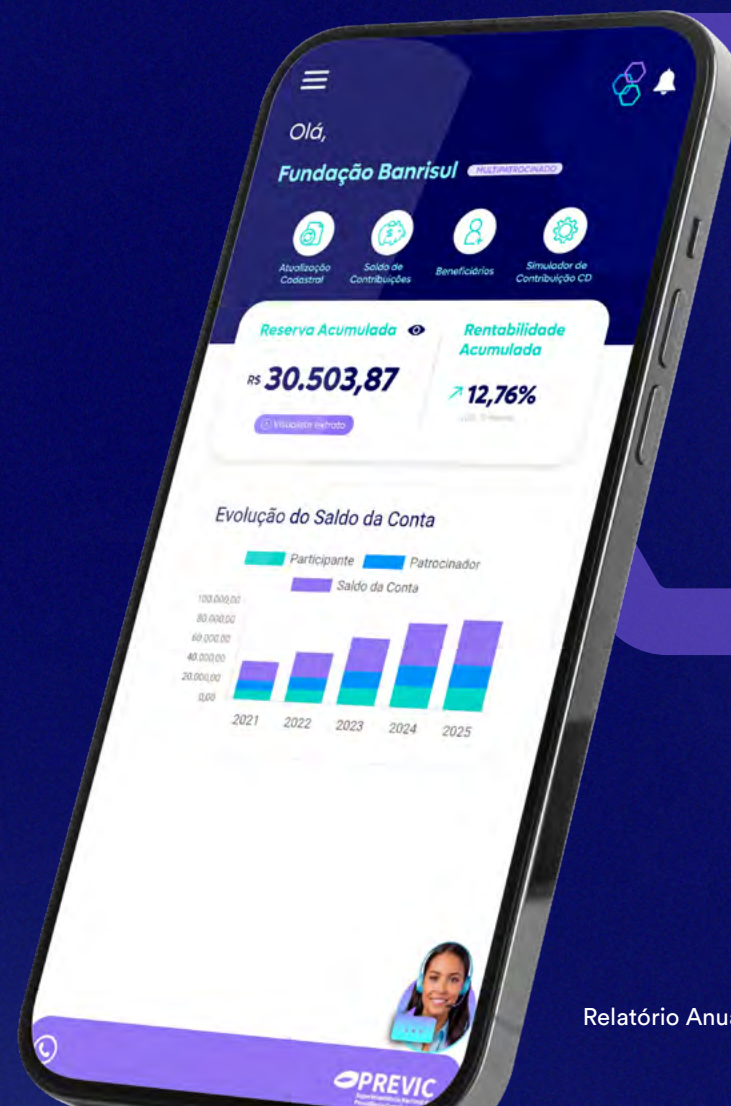 Olá,
Fundação Banrisul MULTIPATROCINADO
Atualização Cadastral
Saldo de Contribuições
Beneficiários
Simulador de Contribuição CD
Reserva Acumulada
Rentabilidade Acumulada
R$ 30.503,87
12,76%
Visualizar extrato
Evolução do Saldo da Conta
Participante
Patrocinador
Saldo da Conta
100.000,00
80.000,00
60.000,00
40.000,00
20.000,00
0,00
2021 2022 2023 2024 2025
PREVIC
Relatório Anua